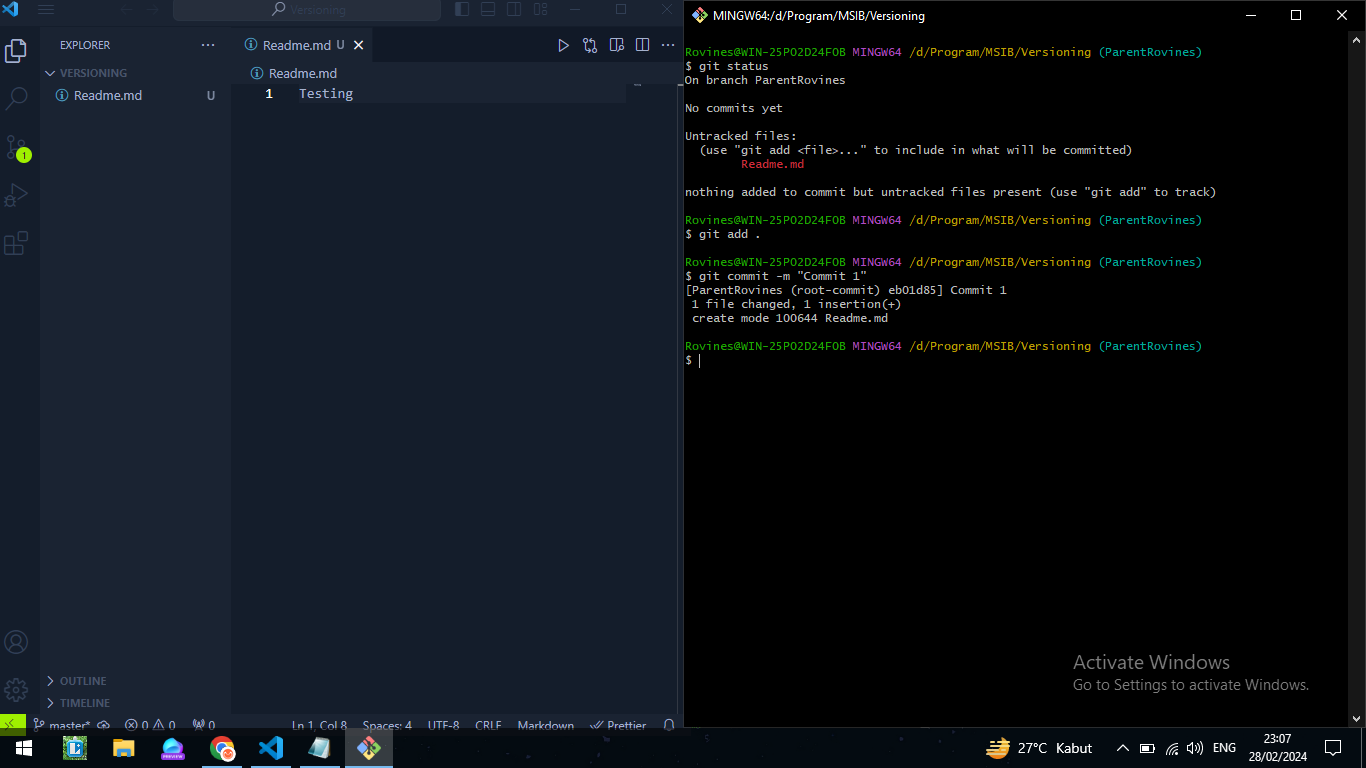 Versioning
EXPLORER
VERSIONING
Readme.md U
1
Readme.md U
Readme.md
1 Testing
OUTLINE
TIMELINE
master* 0 0 0 Ln 1, Col 8 Spaces: 4 UTF-8 CRLF Markdown Prettier
MINGW64:/d/Program/MSIB/Versioning
Rovines@WIN-25PO2D24FOB MINGW64 /d/Program/MSIB/Versioning (ParentRovines)
$ git status
On branch ParentRovines
No commits yet
Untracked files:
(use "git add <file>..." to include in what will be committed)
Readme.md
nothing added to commit but untracked files present (use "git add" to track)
Rovines@WIN-25PO2D24FOB MINGW64 /d/Program/MSIB/Versioning (ParentRovines)
$ git add .
Rovines@WIN-25PO2D24FOB MINGW64 /d/Program/MSIB/Versioning (ParentRovines)
$ git commit -m "Commit 1"
[ParentRovines (root-commit) eb01d85] Commit 1
1 file changed, 1 insertion(+)
create mode 100644 Readme.md
Rovines@WIN-25PO2D24FOB MINGW64 /d/Program/MSIB/Versioning (ParentRovines)
$
Activate Windows
Go to Settings to activate Windows.
PREVIEW
27°C Kabut ENG 23:07
28/02/2024